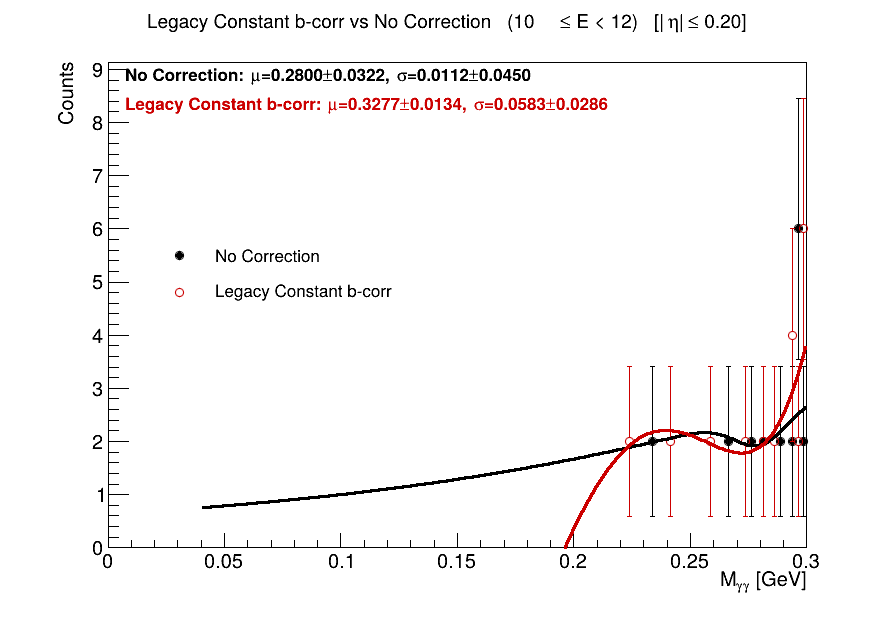 Legacy Constant b-corr vs No Correction (10 ≤ E < 12) [|η| ≤ 0.20]
Counts
No Correction: μ=0.2800±0.0322, σ=0.0112±0.0450
Legacy Constant b-corr: μ=0.3277±0.0134, σ=0.0583±0.0286
9
8
7
6
5
4
3
2
1
0
No Correction
Legacy Constant b-corr
0 0.05 0.1 0.15 0.2 0.25 0.3
Mγγ [GeV]